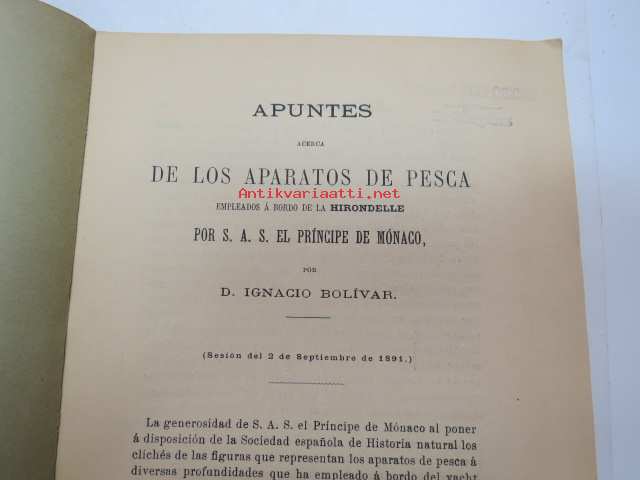 APUNTES
ACERCA
DE LOS APARATOS DE PESCA
Antikvariaatti.net
EMPLEADOS Á BORDO DE LA HIRONDELLE
POR S. A. S. EL PRÍNCIPE DE MÓNACO,
POR
D. IGNACIO BOLÍVAR.
(Sesión del 2 de Septiembre de 1891.)
La generosidad de S. A. S. el Príncipe de Mónaco al poner
á disposición de la Sociedad española de Historia natural los
clichés de las figuras que representan los aparatos de pesca á
diversas profundidades que ha empleado á bordo del yacht